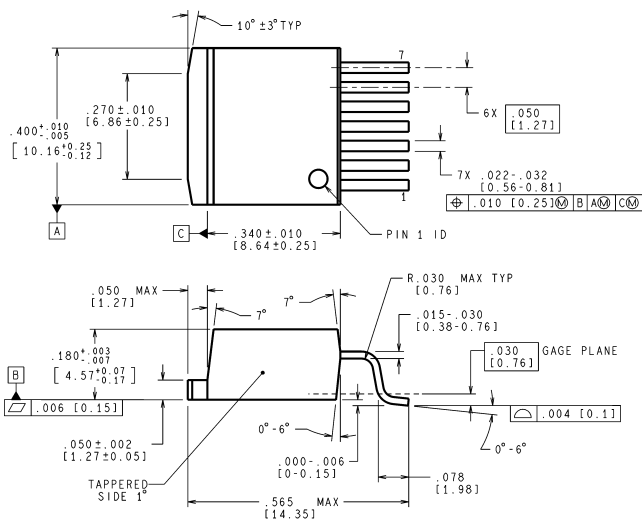 10° ±3° TYP
7
.270±.010
[6.86±0.25]
.400+.010 -.005
[ 10.16+0.25 -0.12 ]
6X .050
[1.27]
7X .022-.032
[0.56-0.81]
⌖ .010 [0.25]Ⓜ B AⓂ CⓂ
1
A
C
.340±.010
[8.64±0.25]
PIN 1 ID
.050 MAX
[1.27]
7°
7°
R.030 MAX TYP
[0.76]
.015-.030
[0.38-0.76]
.180+.003 -.007
[ 4.57+0.07 -0.17 ]
.030
[0.76]
GAGE PLANE
B
⏥ .006 [0.15]
⌓ .004 [0.1]
0°-6°
0°-6°
.050±.002
[1.27±0.05]
.000-.006
[0-0.15]
.078
[1.98]
TAPPERED
SIDE 1°
.565 MAX
[14.35]